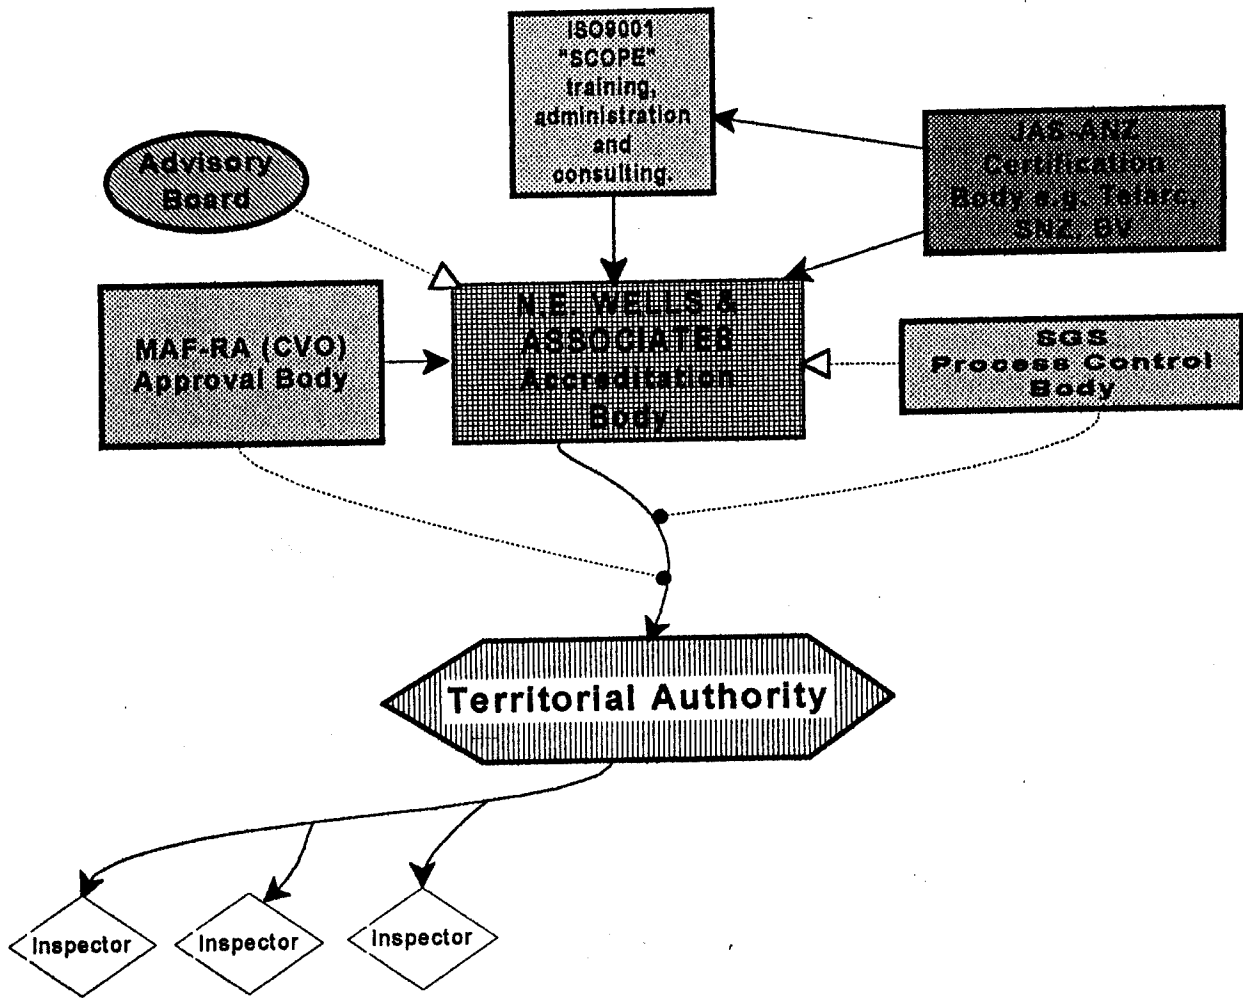 ISO9001
"SCOPE"
training,
administration
and
consulting.
Advisory
Board
JAS-ANZ
Certification
Body e.g. Telarc,
SNZ, BV
MAF-RA (CVO)
Approval Body
N.E. WELLS &
ASSOCIATES
Accreditation
Body
SGS
Process Control
Body
Territorial Authority
Inspector
Inspector
Inspector